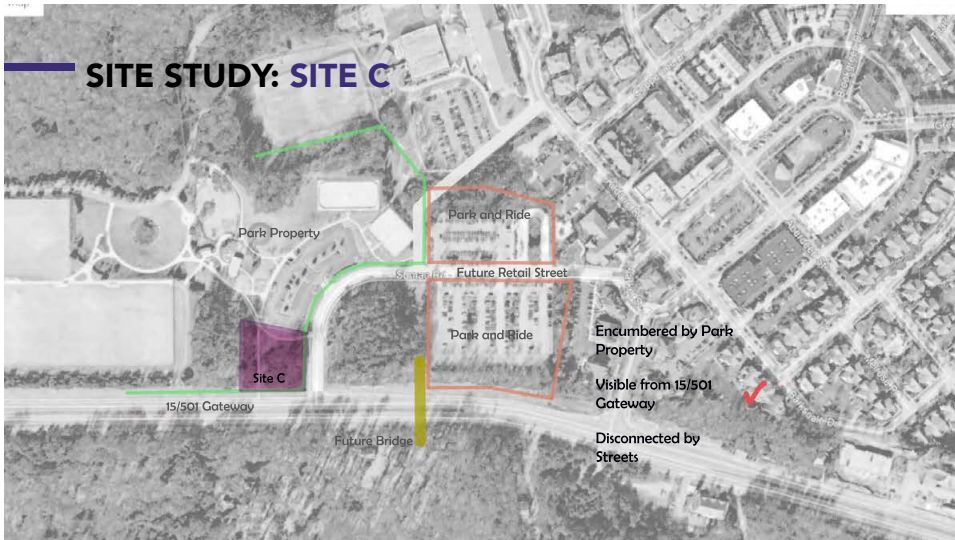 SITE STUDY: SITE C
Park and Ride
Park Property
Future Retail Street
Park and Ride
Encumbered by Park
Property
Site C
Visible from 15/501
Gateway
15/501 Gateway
Future Bridge
Disconnected by
Streets